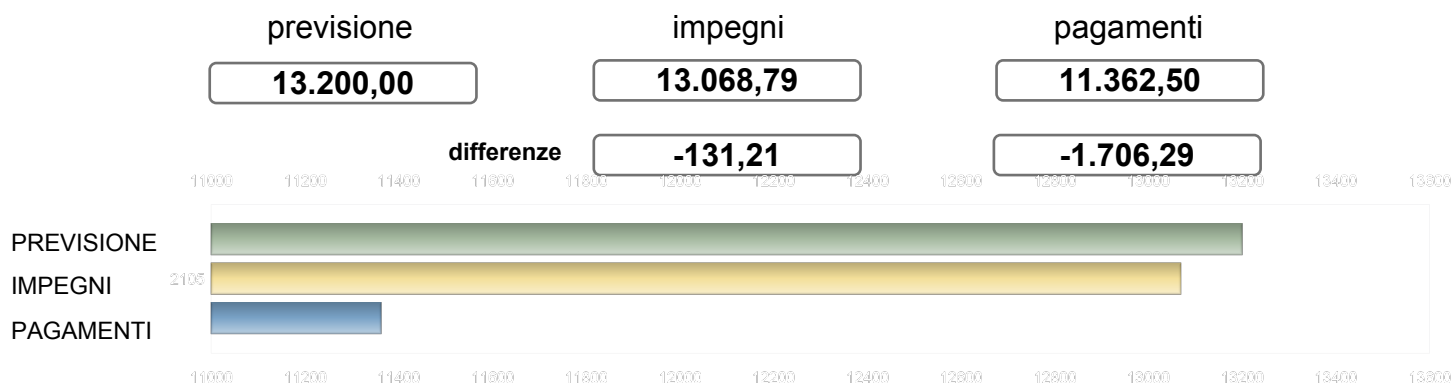 previsione impegni pagamenti
13.200,00 13.068,79 11.362,50
differenze -131,21 -1.706,29
11000 11200 11400 11600 11800 12000 12200 12400 12600 12800 13000 13200 13400 13600
PREVISIONE
2105
IMPEGNI
PAGAMENTI
11000 11200 11400 11600 11800 12000 12200 12400 12600 12800 13000 13200 13400 13600